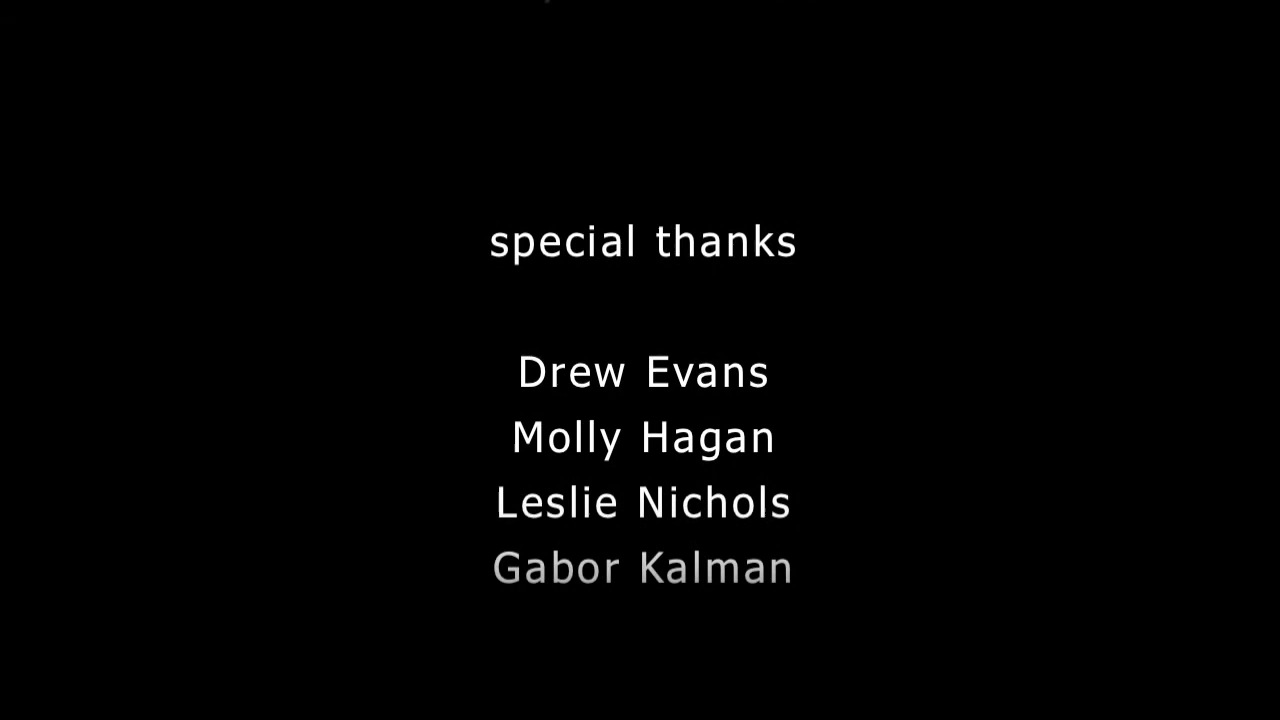 special thanks
Drew Evans
Molly Hagan
Leslie Nichols
Gabor Kalman